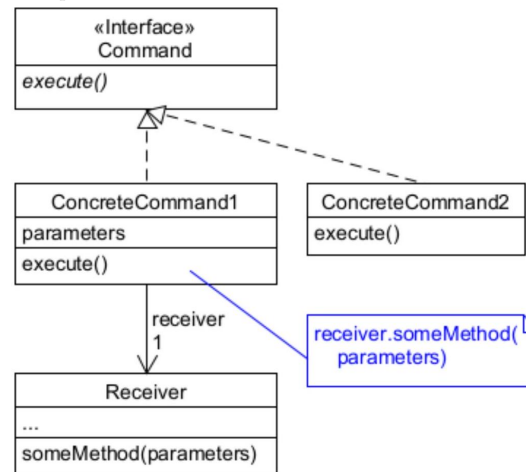 «Interface»
Command
execute()
ConcreteCommand1
parameters
execute()
ConcreteCommand2
execute()
receiver
1
receiver.someMethod(
parameters)
Receiver
...
someMethod(parameters)